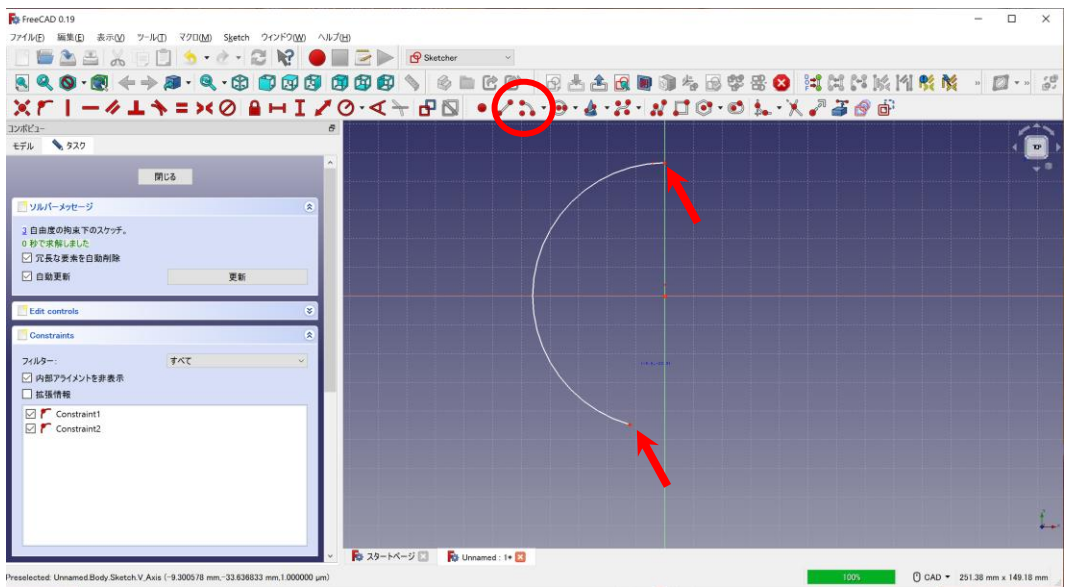 FreeCAD 0.19
ファイル(F) 編集(E) 表示(V) ツール(T) マクロ(M) Sketch ウィンドウ(W) ヘルプ(H)
Sketcher
コンボビュー
モデル タスク
閉じる
ソルバーメッセージ
3 自由度の拘束下のスケッチ。
0 秒で求解しました
冗長な要素を自動削除
自動更新 更新
Edit controls
Constraints
フィルター: すべて
内部アライメントを非表示
拡張情報
Constraint1
Constraint2
スタートページ Unnamed : 1*
Preselected: Unnamed.Body.Sketch.V_Axis (-9.300578 mm,-33.636833 mm,1.000000 µm) 100% CAD 251.38 mm x 149.18 mm